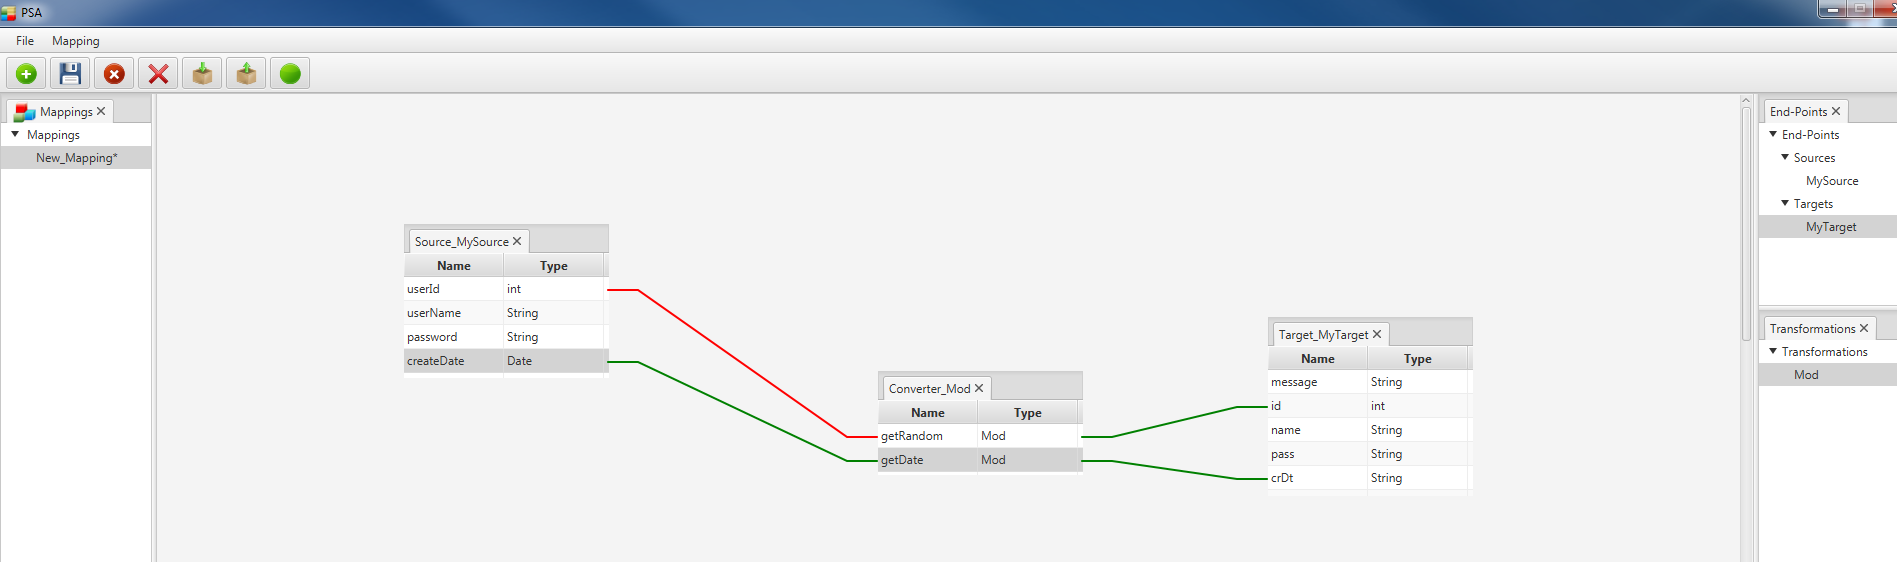 PSA
File Mapping
Mappings
Mappings
New_Mapping*
Source_MySource
Name Type
userId int
userName String
password String
createDate Date
Converter_Mod
Name Type
getRandom Mod
getDate Mod
Target_MyTarget
Name Type
message String
id int
name String
pass String
crDt String
End-Points
End-Points
Sources
MySource
Targets
MyTarget
Transformations
Transformations
Mod